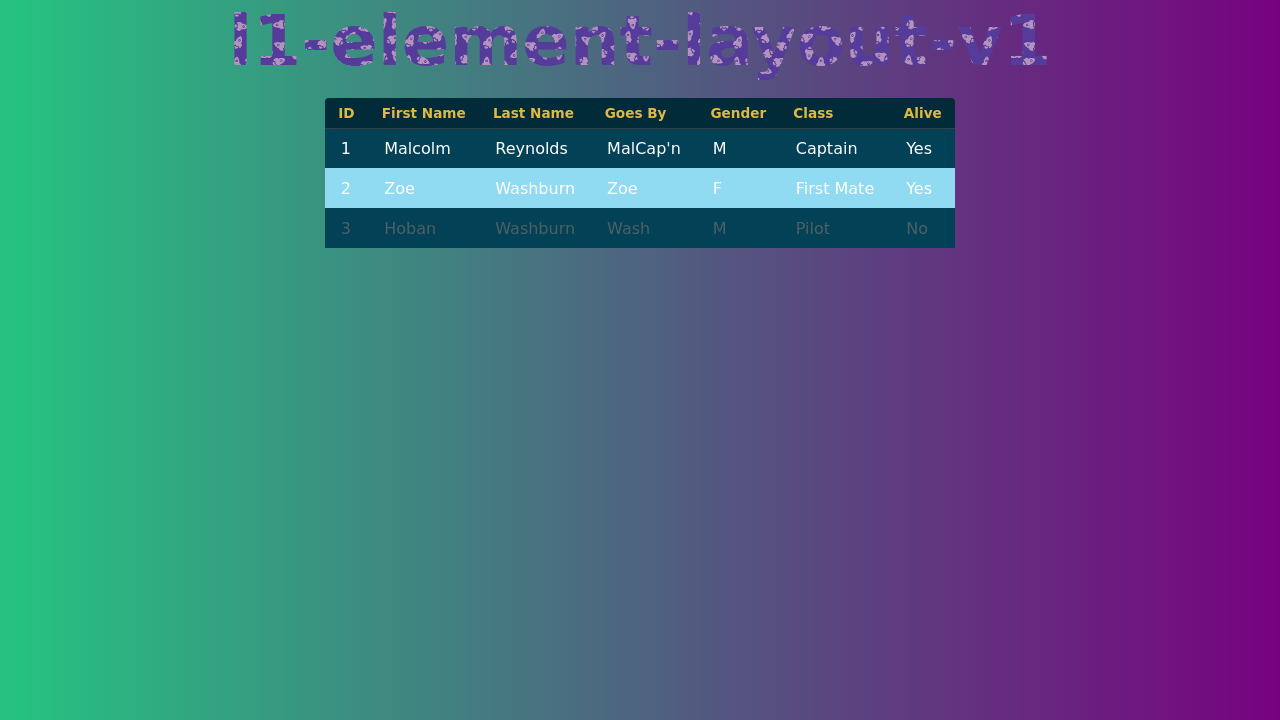 l1-element-layout-v1
ID First Name Last Name Goes By Gender Class Alive
1 Malcolm Reynolds MalCap'n M Captain Yes
2 Zoe Washburn Zoe F First Mate Yes
3 Hoban Washburn Wash M Pilot No